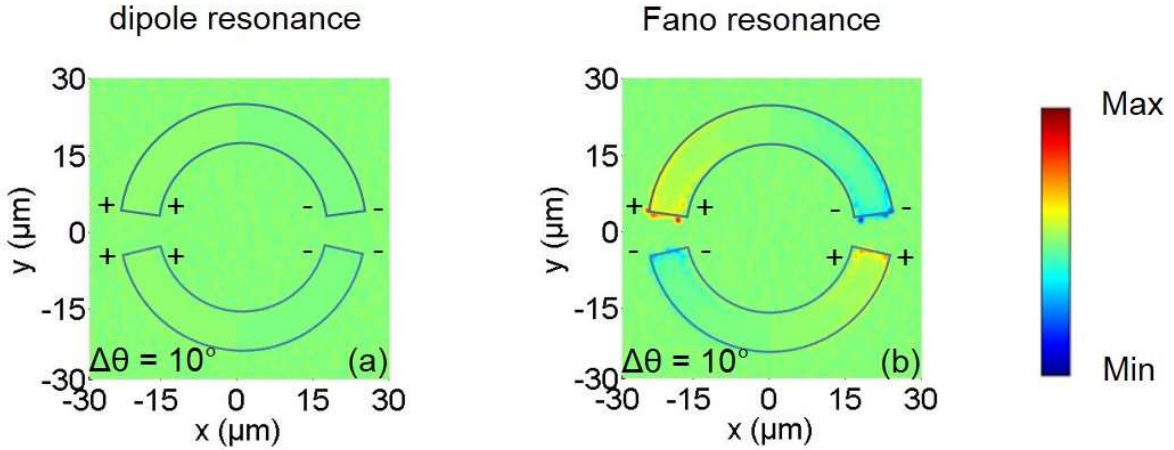 dipole resonance
Fano resonance
30
15
0
-15
-30
y (μm)
+ + - -
+ + - -
Δθ = 10°
(a)
-30 -15 0 15 30
x (μm)
30
15
0
-15
-30
y (μm)
+ + - -
- - + +
Δθ = 10°
(b)
-30 -15 0 15 30
x (μm)
Max
Min